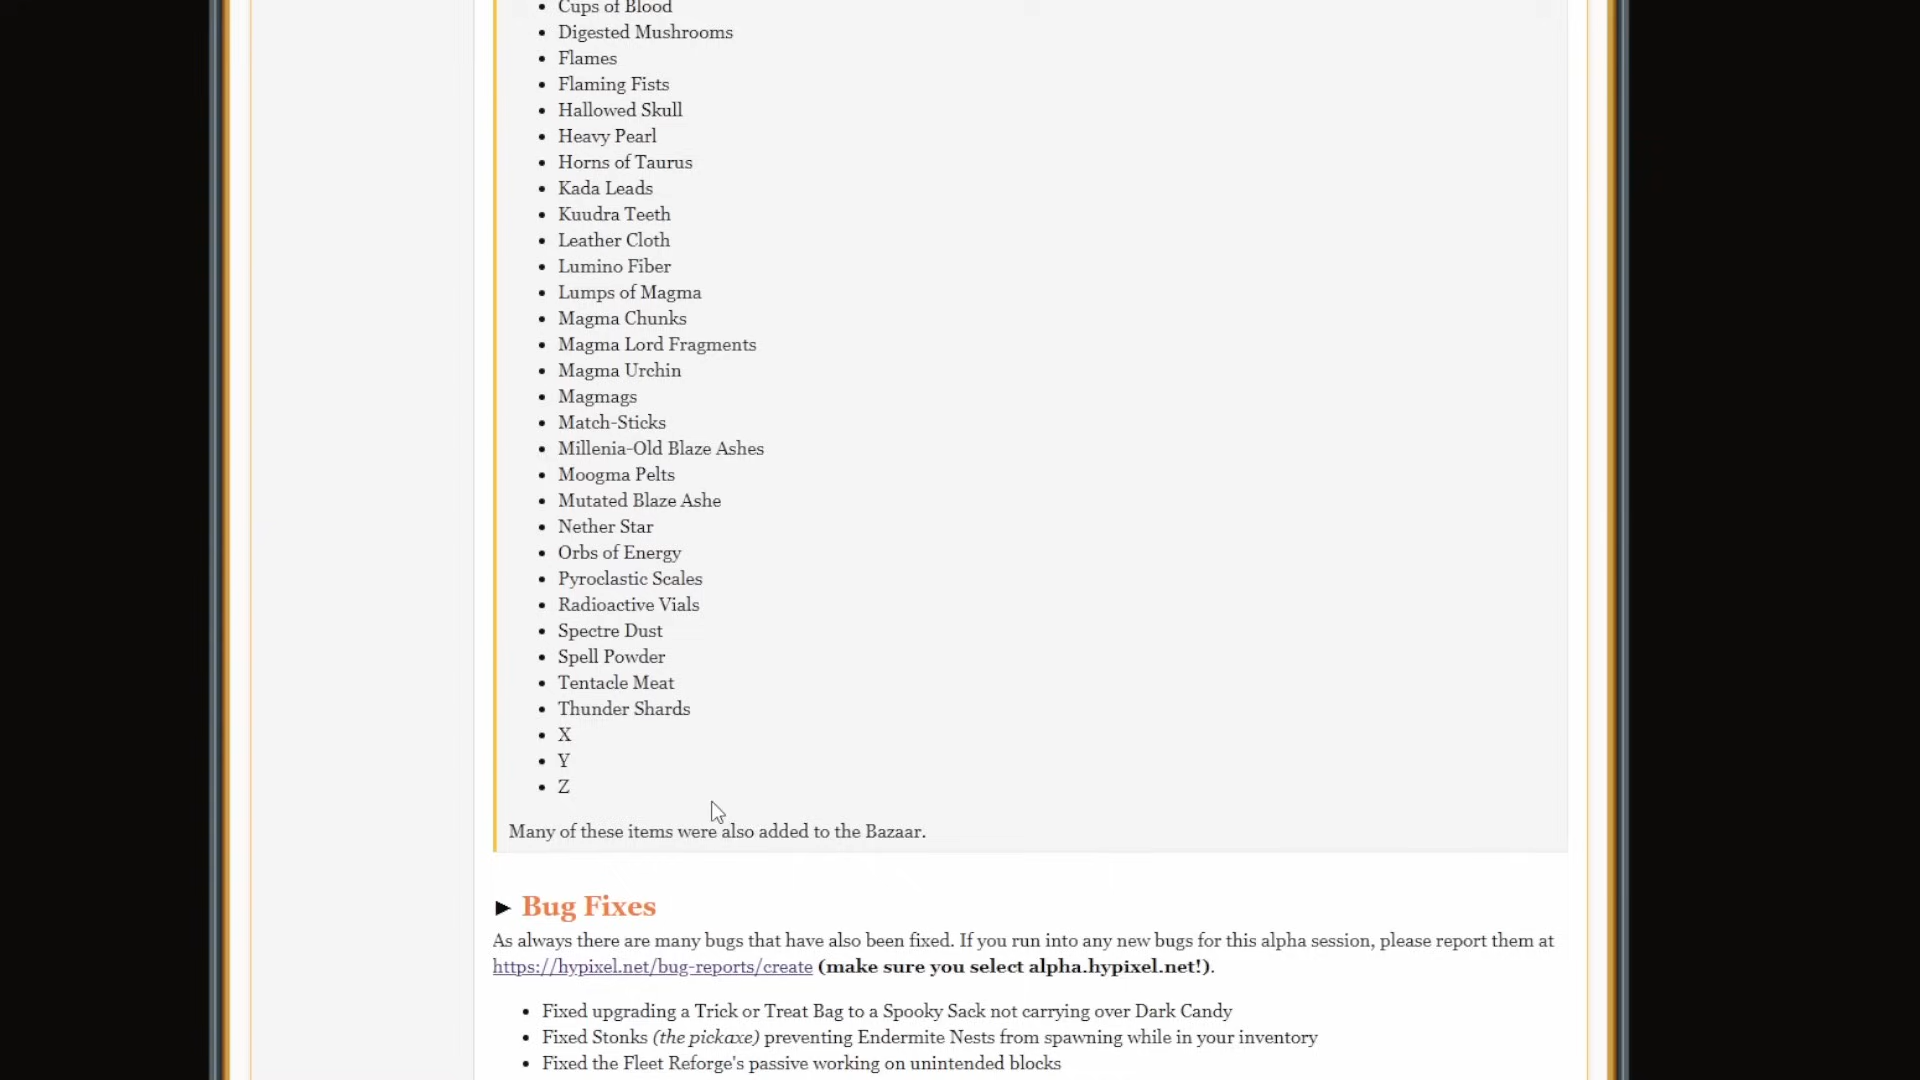 Cups of Blood
Digested Mushrooms
Flames
Flaming Fists
Hallowed Skull
Heavy Pearl
Horns of Taurus
Kada Leads
Kuudra Teeth
Leather Cloth
Lumino Fiber
Lumps of Magma
Magma Chunks
Magma Lord Fragments
Magma Urchin
Magmags
Match-Sticks
Millenia-Old Blaze Ashes
Moogma Pelts
Mutated Blaze Ashe
Nether Star
Orbs of Energy
Pyroclastic Scales
Radioactive Vials
Spectre Dust
Spell Powder
Tentacle Meat
Thunder Shards
X
Y
Z
Many of these items were also added to the Bazaar.
► Bug Fixes
As always there are many bugs that have also been fixed. If you run into any new bugs for this alpha session, please report them at
https://hypixel.net/bug-reports/create (make sure you select alpha.hypixel.net!).
Fixed upgrading a Trick or Treat Bag to a Spooky Sack not carrying over Dark Candy
Fixed Stonks (the pickaxe) preventing Endermite Nests from spawning while in your inventory
Fixed the Fleet Reforge's passive working on unintended blocks